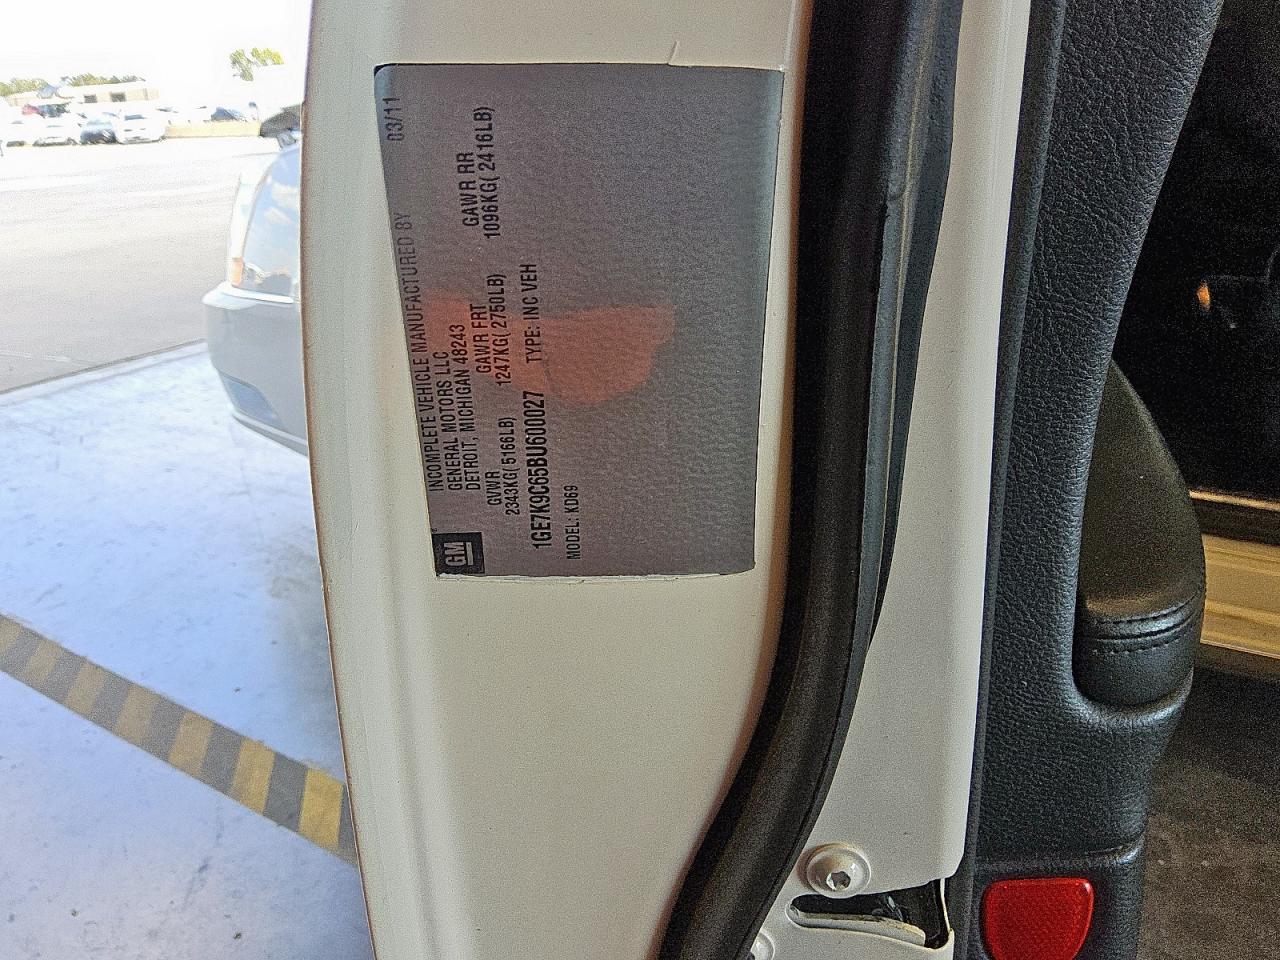 INCOMPLETE VEHICLE MANUFACTURED BY 03/11
GENERAL MOTORS LLC
DETROIT, MICHIGAN 48243
GVWR GAWR FRT GAWR RR
2343KG( 5166LB) 1247KG( 2750LB) 1096KG( 2416LB)
1GE7K9C65BU600027 TYPE: INC VEH
MODEL: KD69
GM